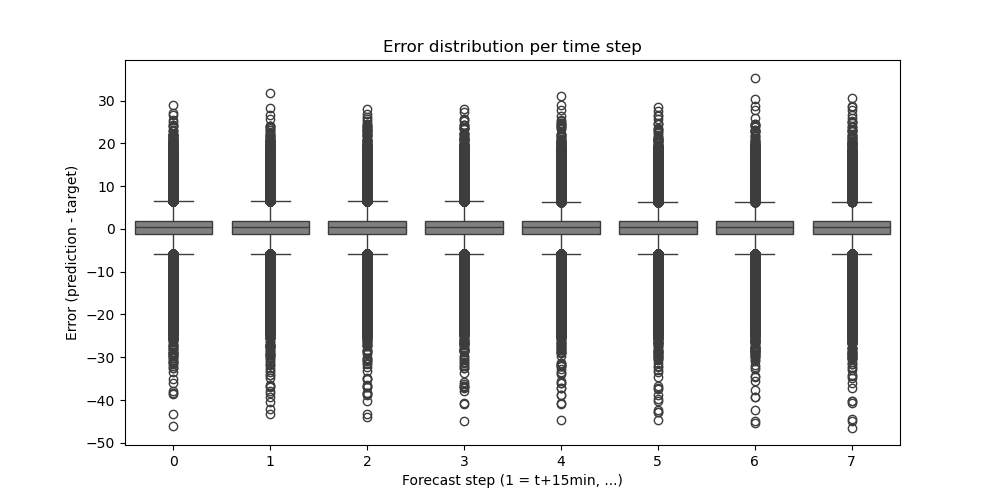 Error distribution per time step
Error (prediction - target)
30
20
10
0
−10
−20
−30
−40
−50
0 1 2 3 4 5 6 7
Forecast step (1 = t+15min, ...)